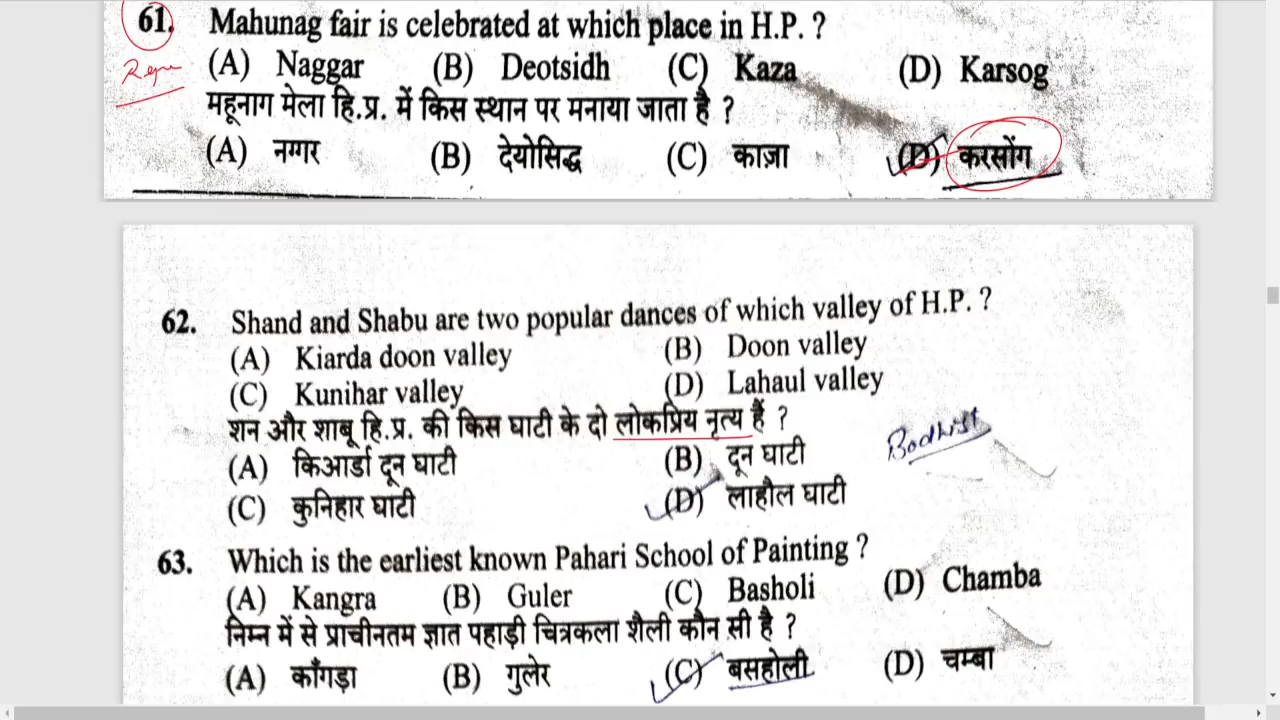 61. Mahunag fair is celebrated at which place in H.P. ?
(A) Naggar (B) Deotsidh (C) Kaza (D) Karsog
महूनाग मेला हि.प्र. में किस स्थान पर मनाया जाता है ?
(A) नग्गर (B) देयोसिद्ध (C) काज़ा (D) करसोंग
62. Shand and Shabu are two popular dances of which valley of H.P. ?
(A) Kiarda doon valley (B) Doon valley
(C) Kunihar valley (D) Lahaul valley
शन और शाबू हि.प्र. की किस घाटी के दो लोकप्रिय नृत्य हैं ?
(A) किआर्डा दून घाटी (B) दून घाटी
Bodhist
(C) कुनिहार घाटी (D) लाहौल घाटी
63. Which is the earliest known Pahari School of Painting ?
(A) Kangra (B) Guler (C) Basholi (D) Chamba
निम्न में से प्राचीनतम ज्ञात पहाड़ी चित्रकला शैली कौन सी है ?
(A) काँगड़ा (B) गुलेर (C) बसहोली (D) चम्बा